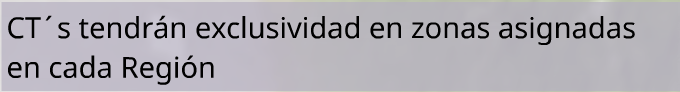 CT´s tendrán exclusividad en zonas asignadas
en cada Región